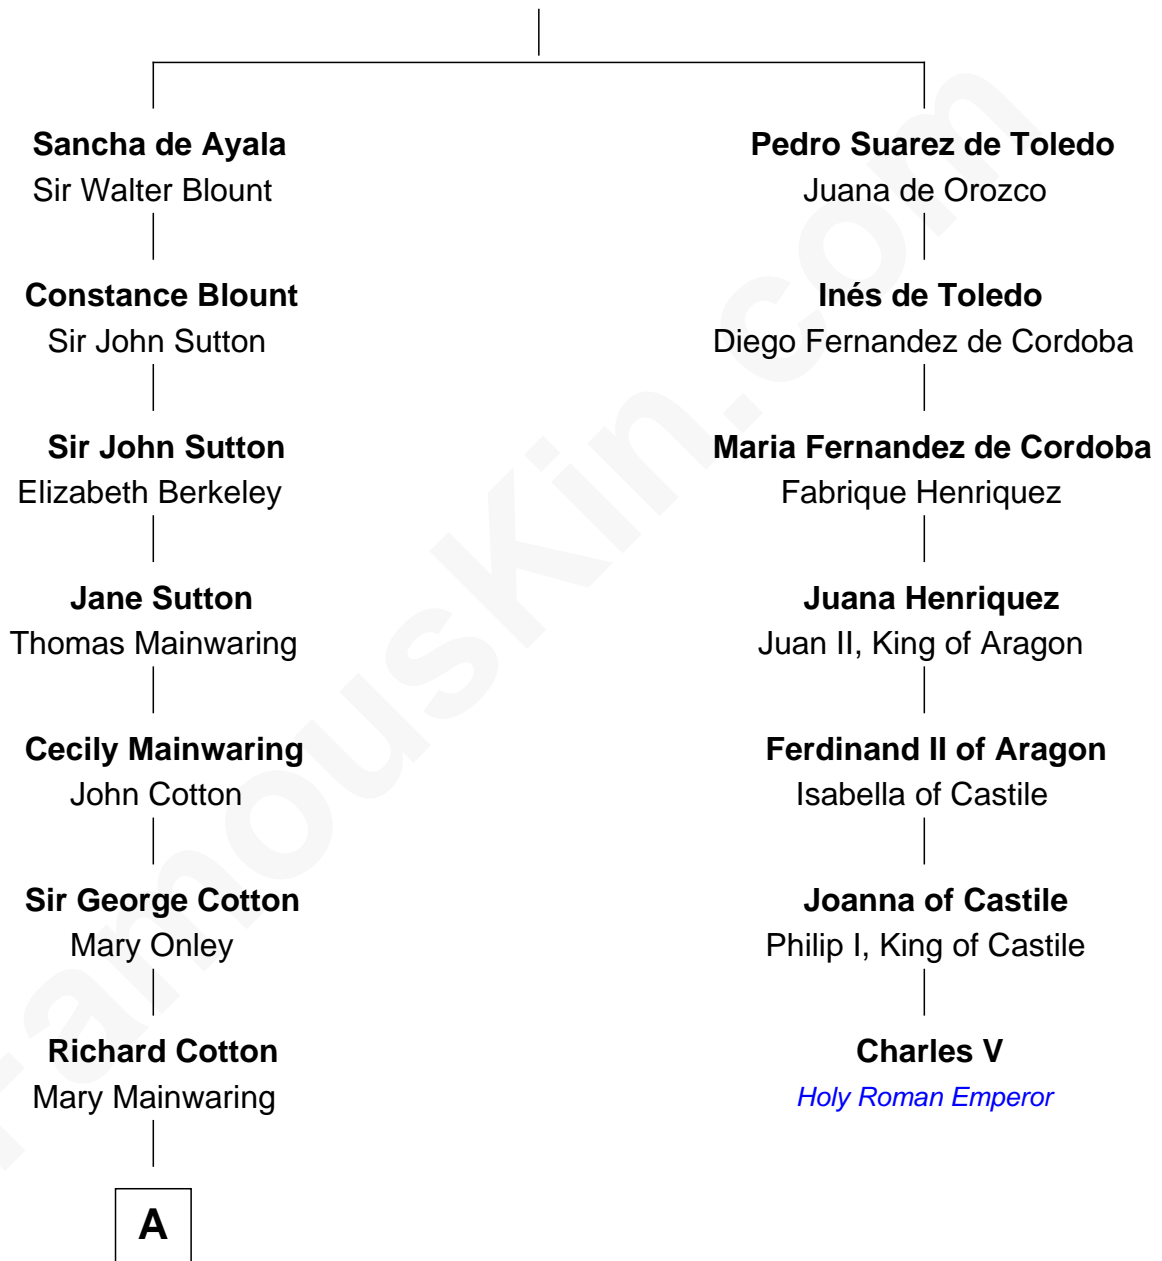 Sancha de Ayala
Sir Walter Blount
Constance Blount
Sir John Sutton
Sir John Sutton
Elizabeth Berkeley
Jane Sutton
Thomas Mainwaring
Cecily Mainwaring
John Cotton
Sir George Cotton
Mary Onley
Richard Cotton
Mary Mainwaring
A
Pedro Suarez de Toledo
Juana de Orozco
Inés de Toledo
Diego Fernandez de Cordoba
Maria Fernandez de Cordoba
Fabrique Henriquez
Juana Henriquez
Juan II, King of Aragon
Ferdinand II of Aragon
Isabella of Castile
Joanna of Castile
Philip I, King of Castile
Charles V
Holy Roman Emperor
FamousKin.com